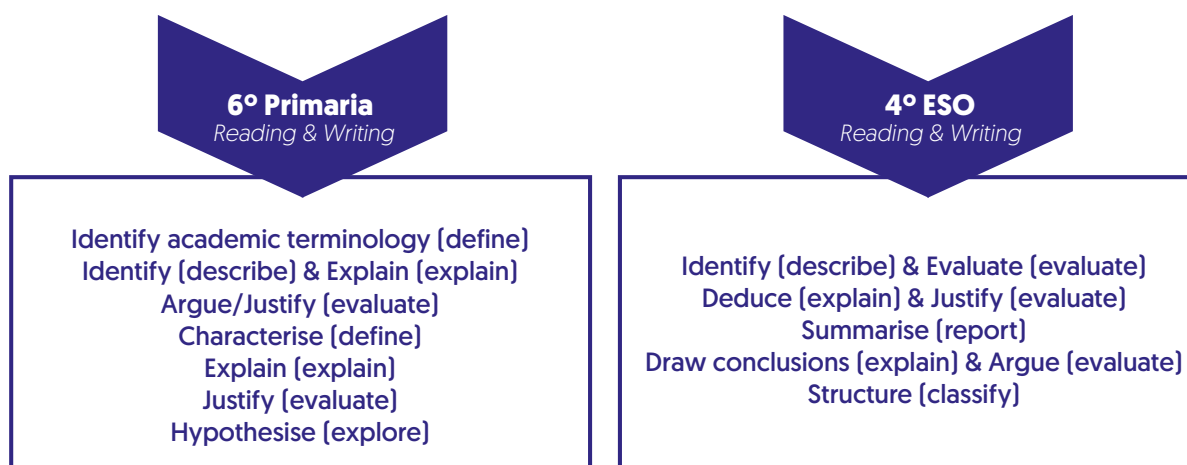 6º Primaria
Reading & Writing
Identify academic terminology (define)
Identify (describe) & Explain (explain)
Argue/Justify (evaluate)
Characterise (define)
Explain (explain)
Justify (evaluate)
Hypothesise (explore)
4º ESO
Reading & Writing
Identify (describe) & Evaluate (evaluate)
Deduce (explain) & Justify (evaluate)
Summarise (report)
Draw conclusions (explain) & Argue (evaluate)
Structure (classify)